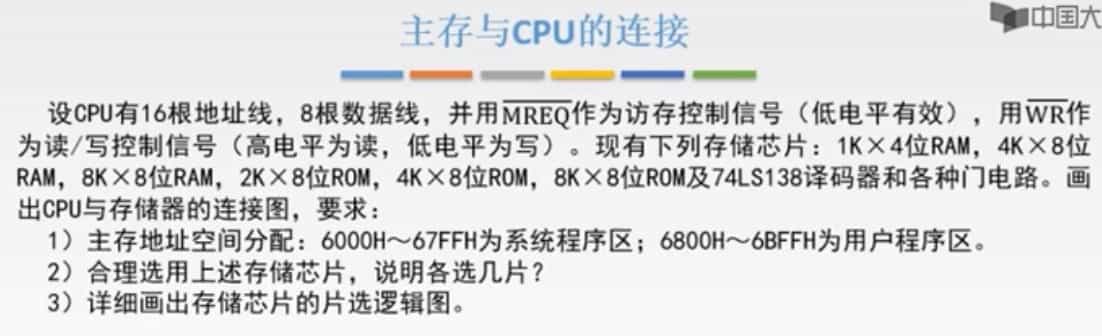 中国大
主存与CPU的连接
设CPU有16根地址线，8根数据线，并用M̅R̅E̅Q̅作为访存控制信号（低电平有效），用W̅R̅作
为读/写控制信号（高电平为读，低电平为写）。现有下列存储芯片：1K×4位RAM，4K×8位
RAM，8K×8位RAM，2K×8位ROM，4K×8位ROM，8K×8位ROM及74LS138译码器和各种门电路。画
出CPU与存储器的连接图，要求：
1）主存地址空间分配：6000H～67FFH为系统程序区；6800H～6BFFH为用户程序区。
2）合理选用上述存储芯片，说明各选几片？
3）详细画出存储芯片的片选逻辑图。